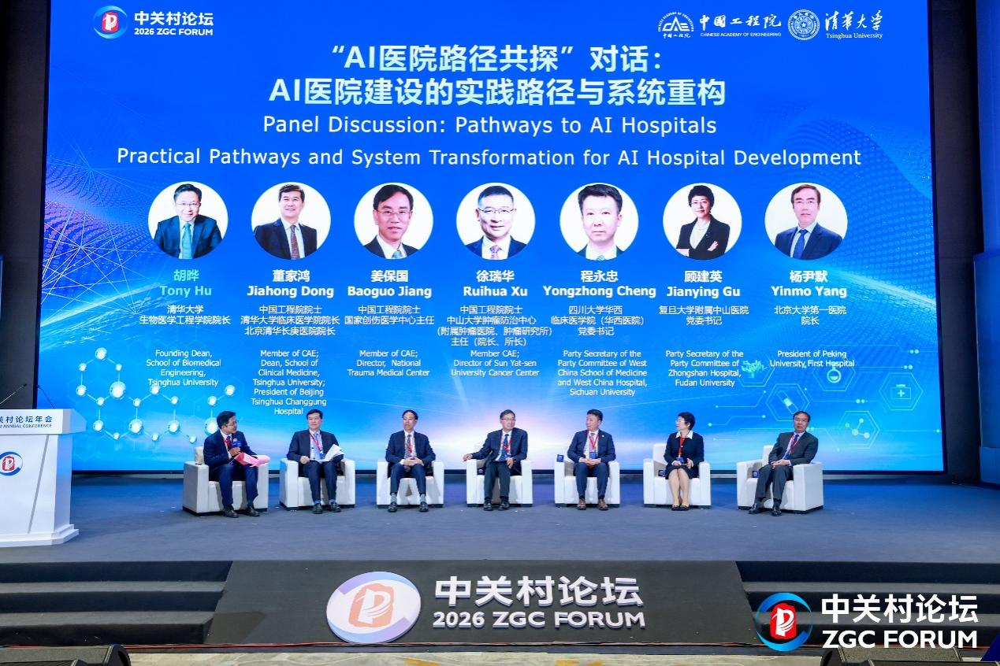 中关村论坛
2026 ZGC FORUM
CHINESE ACADEMY OF ENGINEERING
中国工程院
中國工程院
CHINESE ACADEMY OF ENGINEERING
清華大学
Tsinghua University
“AI医院路径共探”对话：
AI医院建设的实践路径与系统重构
Panel Discussion: Pathways to AI Hospitals
Practical Pathways and System Transformation for AI Hospital Development
胡晔
Tony Hu
清华大学
生物医学工程学院院长
Founding Dean,
School of Biomedical
Engineering,
Tsinghua University
董家鸿
Jiahong Dong
中国工程院院士
清华大学临床医学院院长
北京清华长庚医院院长
Member of CAE;
Dean, School of
Clinical Medicine,
Tsinghua University;
President of Beijing
Tsinghua Changgung
Hospital
姜保国
Baoguo Jiang
中国工程院院士
国家创伤医学中心主任
Member of CAE;
Director, National
Trauma Medical Center
徐瑞华
Ruihua Xu
中国工程院院士
中山大学肿瘤防治中心
（附属肿瘤医院、肿瘤研究所）
主任（院长、所长）
Member CAE;
Director of Sun Yat-sen
University Cancer Center
程永忠
Yongzhong Cheng
四川大学华西
临床医学院（华西医院）
党委书记
Party Secretary of the
Party Committee of West
China School of Medicine
and West China Hospital,
Sichuan University
顾建英
Jianying Gu
复旦大学附属中山医院
党委书记
Party Secretary of the
Party Committee of
Zhongshan Hospital,
Fudan University
杨尹默
Yinmo Yang
北京大学第一医院
院长
President of Peking
University First Hospital
关村论坛年会
ANNUAL CONFERENCE
中关村论坛
2026 ZGC FORUM
中关村论坛
ZGC FORUM